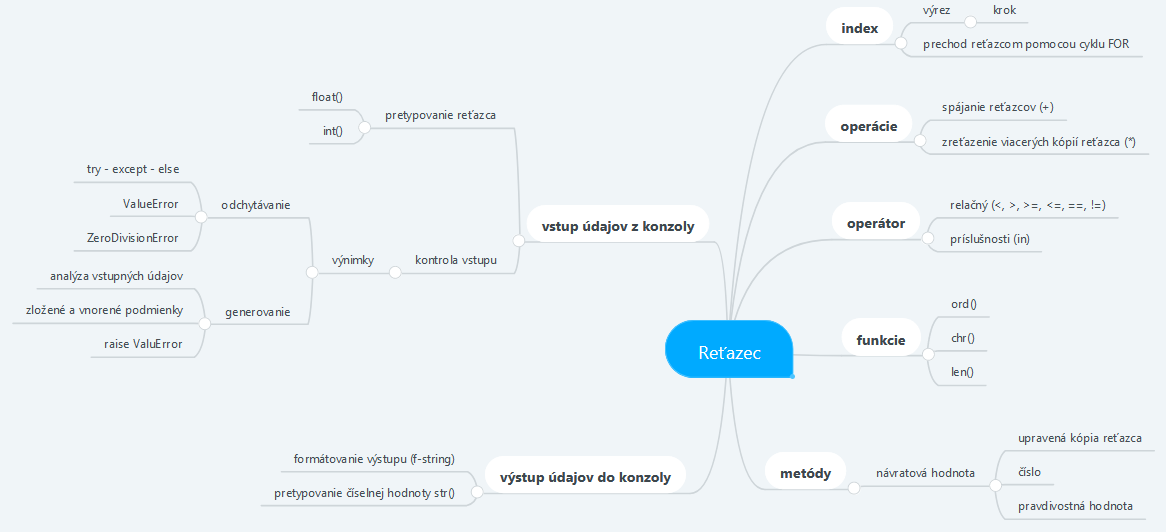 Reťazec
index
výrez
krok
prechod reťazcom pomocou cyklu FOR
operácie
spájanie reťazcov (+)
zreťazenie viacerých kópií reťazca (*)
operátor
relačný (<, >, >=, <=, ==, !=)
príslušnosti (in)
funkcie
ord()
chr()
len()
metódy
návratová hodnota
upravená kópia reťazca
číslo
pravdivostná hodnota
vstup údajov z konzoly
pretypovanie reťazca
float()
int()
kontrola vstupu
výnimky
odchytávanie
try - except - else
ValueError
ZeroDivisionError
generovanie
analýza vstupných údajov
zložené a vnorené podmienky
raise ValuError
výstup údajov do konzoly
formátovanie výstupu (f-string)
pretypovanie číselnej hodnoty str()